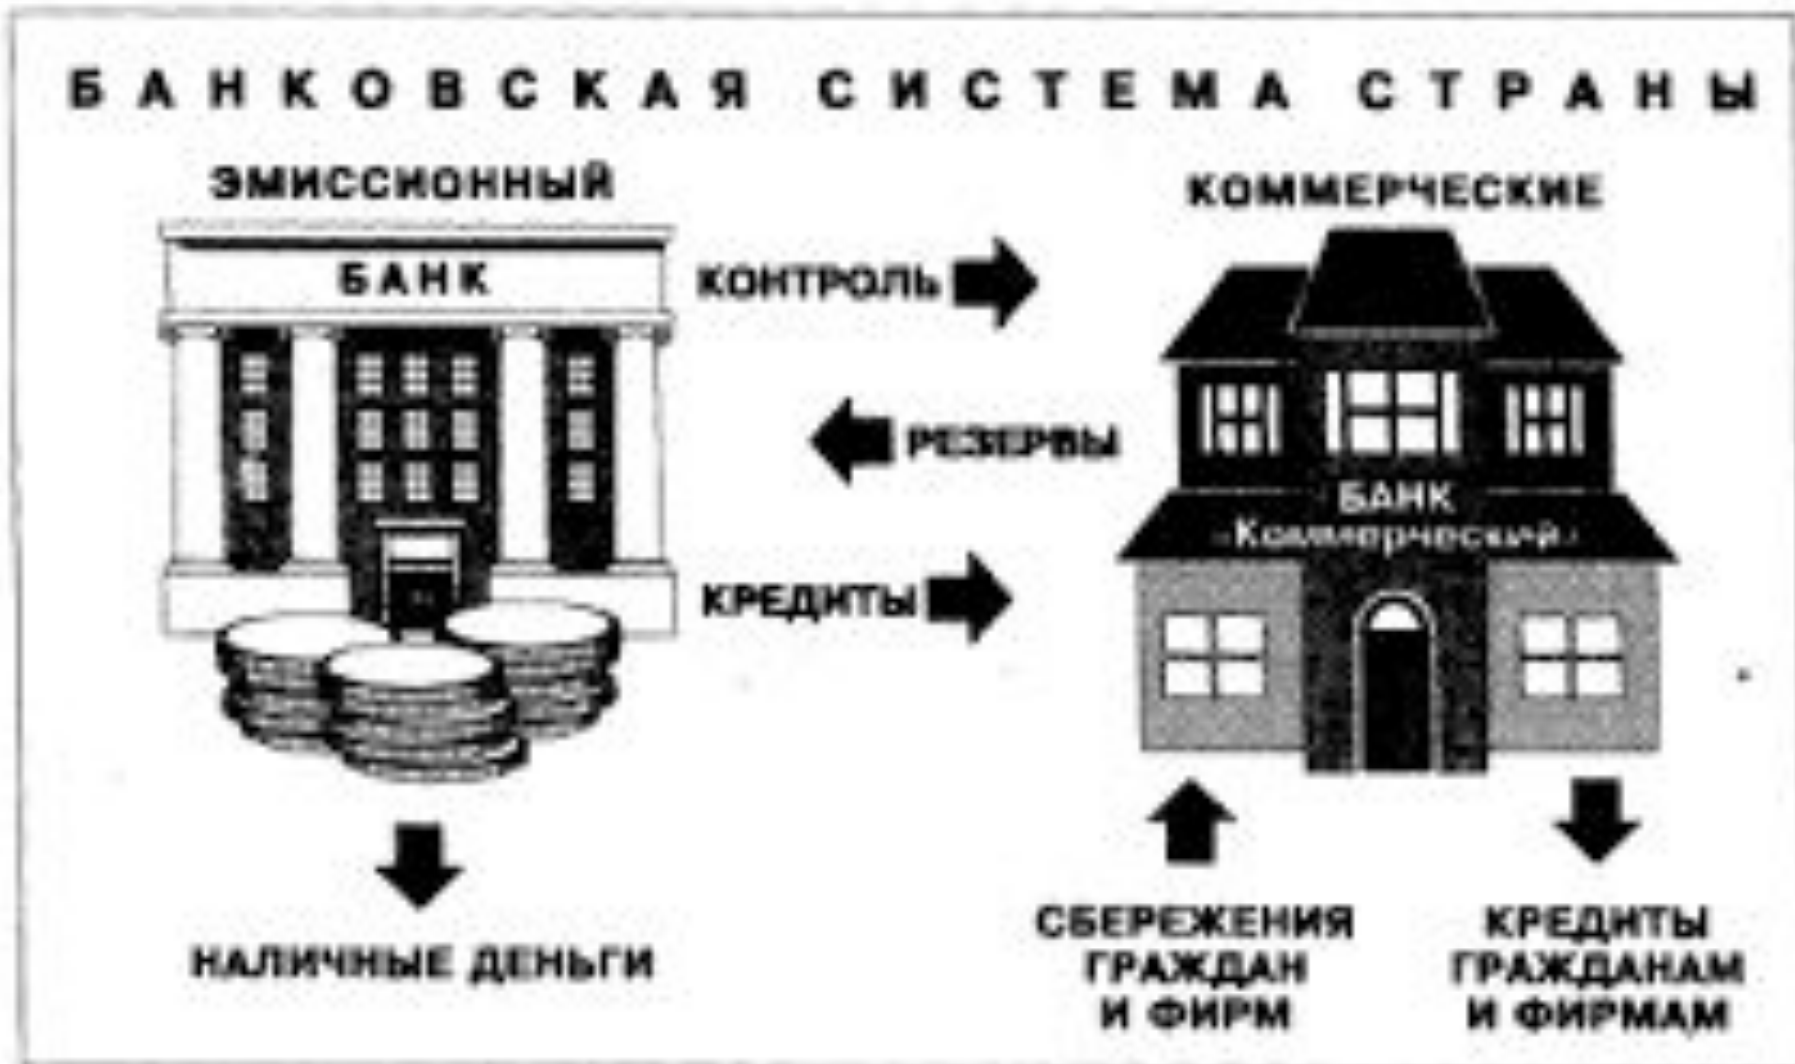 БАНКОВСКАЯ СИСТЕМА СТРАНЫ
ЭМИССИОННЫЙ
БАНК
КОНТРОЛЬ
РЕЗЕРВЫ
КРЕДИТЫ
НАЛИЧНЫЕ ДЕНЬГИ
КОММЕРЧЕСКИЕ
БАНК
«Коммерческий»
СБЕРЕЖЕНИЯ
ГРАЖДАН
И ФИРМ
КРЕДИТЫ
ГРАЖДАНАМ
И ФИРМАМ